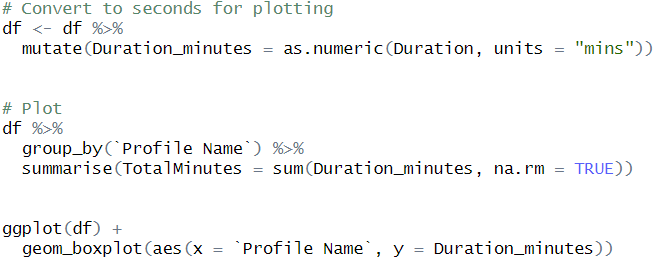 # Convert to seconds for plotting
df <- df %>%
  mutate(Duration_minutes = as.numeric(Duration, units = "mins"))
# Plot
df %>%
  group_by(`Profile Name`) %>%
  summarise(TotalMinutes = sum(Duration_minutes, na.rm = TRUE))
ggplot(df) +
  geom_boxplot(aes(x = `Profile Name`, y = Duration_minutes))